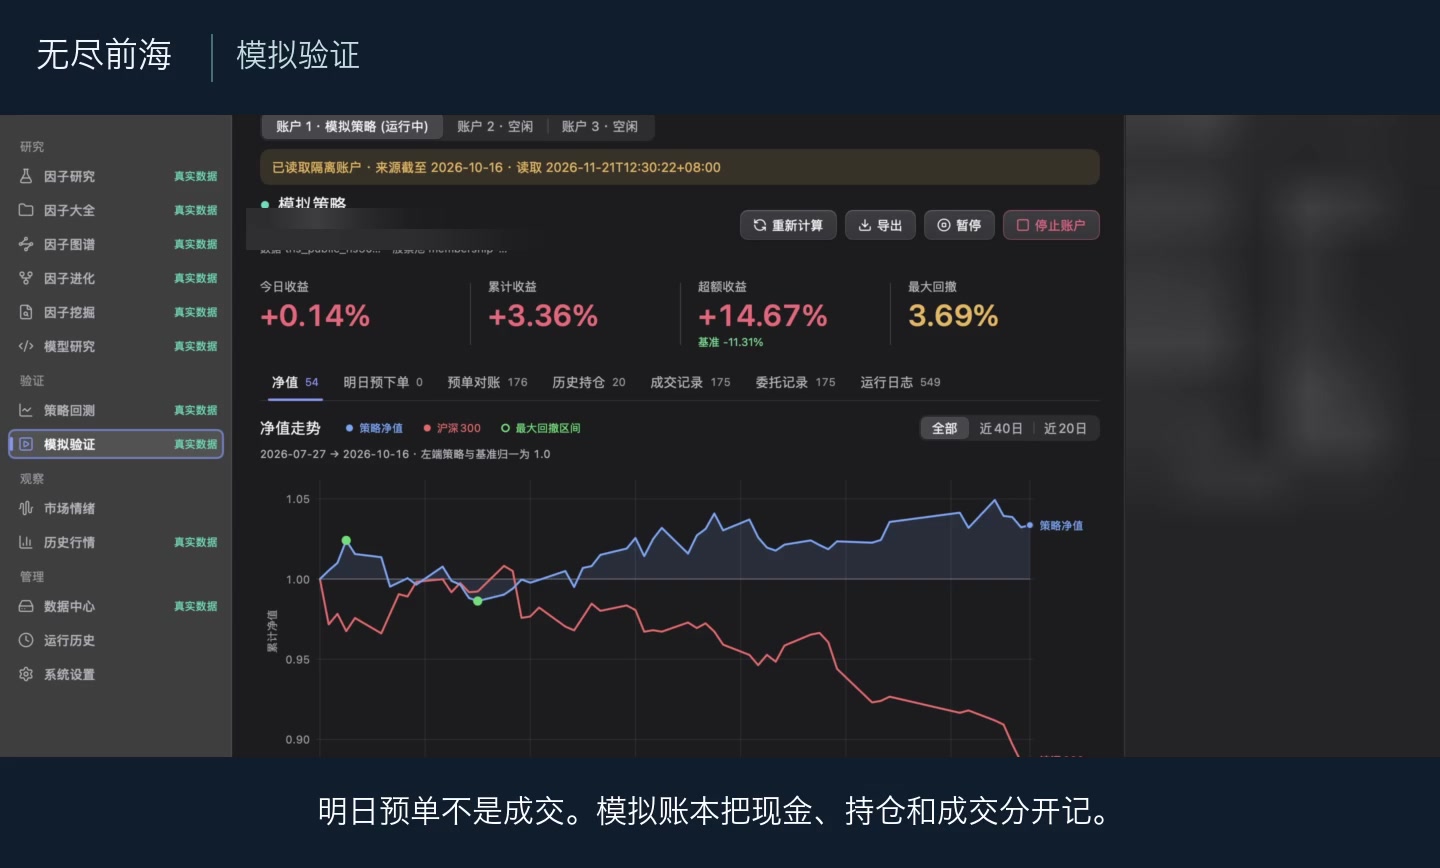 无尽前海
模拟验证
研究
因子研究 真实数据
因子大全 真实数据
因子图谱 真实数据
因子进化 真实数据
因子挖掘 真实数据
模型研究 真实数据
验证
策略回测 真实数据
模拟验证 真实数据
观察
市场情绪
历史行情 真实数据
管理
数据中心 真实数据
运行历史
系统设置
账户 1 · 模拟策略 (运行中) 账户 2 · 空闲 账户 3 · 空闲
已读取隔离账户 · 来源截至 2026-10-16 · 读取 2026-11-21T12:30:22+08:00
模拟策略
重新计算 导出 暂停 停止账户
今日收益 累计收益 超额收益 最大回撤
+0.14% +3.36% +14.67% 3.69%
基准 -11.31%
净值 54 明日预下单 0 预单对账 176 历史持仓 20 成交记录 175 委托记录 175 运行日志 549
净值走势 策略净值 沪深300 最大回撤区间 全部 近40日 近20日
2026-07-27 → 2026-10-16 · 左端策略与基准归一为 1.0
1.05
1.00
0.95
0.90
累计净值
策略净值
明日预单不是成交。模拟账本把现金、持仓和成交分开记。